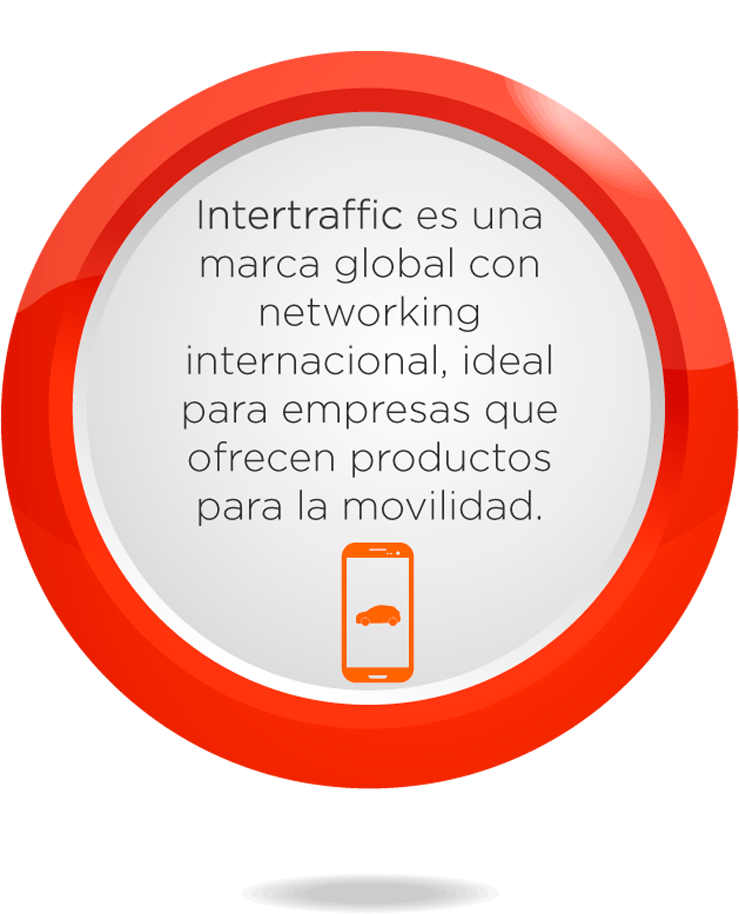 Intertraffic es una
marca global con
networking
internacional, ideal
para empresas que
ofrecen productos
para la movilidad.